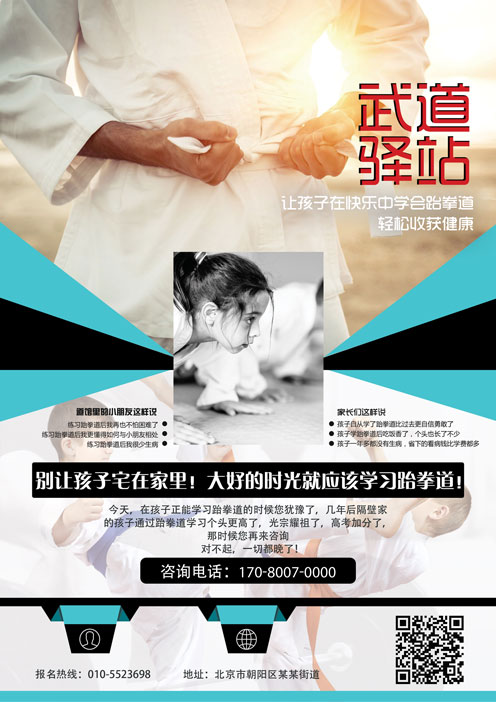 武道
驿站
让孩子在快乐中学会跆拳道
轻松收获健康
道馆里的小朋友这样说
练习跆拳道后我再也不怕困难了
练习跆拳道后我更懂得如何与小朋友相处
练习跆拳道后我很少生病
家长们这样说
孩子自从学了跆拳道比过去更自信勇敢了
孩子学跆拳道后吃饭香了，个头也长了不少
孩子一年多都没有生病，省下的看病钱比学费都多
别让孩子宅在家里！大好的时光就应该学习跆拳道！
今天，在孩子正能学习跆拳道的时候您犹豫了，几年后隔壁家
的孩子通过跆拳道学习个头更高了，光宗耀祖了，高考加分了，
那时候您再来咨询
对不起，一切都晚了！
咨询电话：170-8007-0000
报名热线：010-5523698
地址：北京市朝阳区某某街道